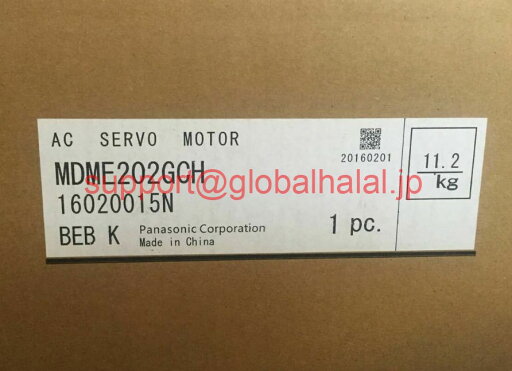 AC SERVO MOTOR
20160201
11.2
kg
MDME202GCH
support@globalhalal.jp
16020015N
BEB K Panasonic Corporation
Made in China
1 pc.